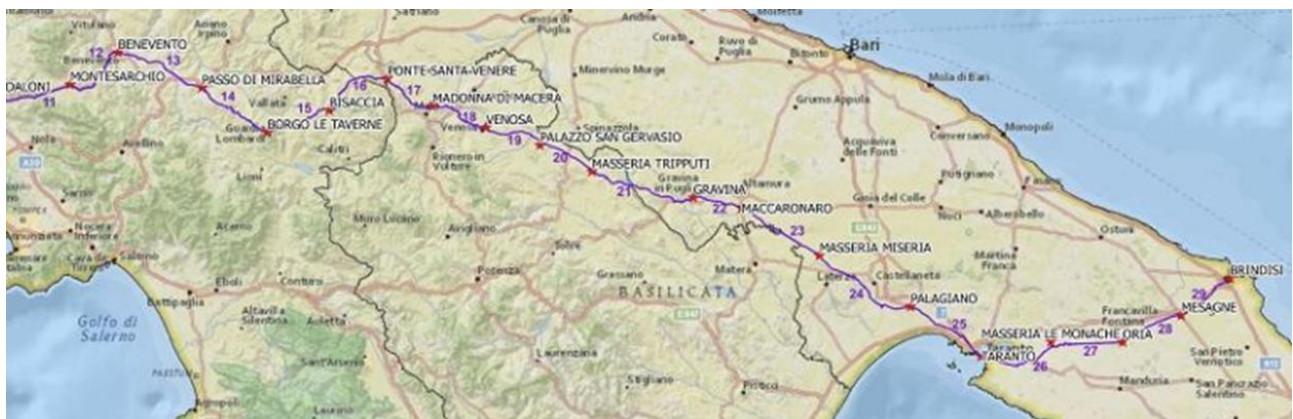 Vitulano
Ariano
Irpino
Satriano
Canosa di
Puglia
Andria
Molfetta
Corato
Ruvo di
Puglia
Bitonto
Bari
12
BENEVENTO
13
MONTESARCHIO
DALONI
11
PASSO DI MIRABELLA
14
Vallata
15
BISACCIA
16
PONTE-SANTA-VENERE
17
MADONNA DI MACERA
18
VENOSA
19
Spinazzola
Minervino Murge
Grumo Appula
Mola di Bari
Conversano
Monopoli
Acquaviva
delle Fonti
BORGO LE TAVERNE
Guardia
Lombardi
Calitri
Nola
Avellino
Lioni
Rionero in
Vulture
PALAZZO SAN GERVASIO
20
MASSERIA TRIPPUTI
21
Gravina
in Pugli
GRAVINA
22
Altamura
MACCARONARO
23
Gioia del Colle
Putignano
Noci
Alberobello
Ostuni
Sarno
Nocera
Inferiore
Cava de'
Tirreni
Salerno
Acerno
Muro Lucano
Avigliano
Tolve
Potenza
Grassano
BASILICATA
Matera
MASSERIA MISERIA
Laterza
Castellaneta
24
Martina
Franca
PALAGIANO
25
Eboli
Contursi
Battipaglia
Golfo di
Salerno
Altavilla
Silentina
Auletta
Sant'Arsenio
Laurenzana
Stigliano
Pisticci
Agropoli
Laurino
MASSERIA LE MONACHE
ORIA
Taranto
TARANTO
26
27
Francavilla
Fontana
28
MESAGNE
29
BRINDISI
San Pietro
Vernotico
Manduria
San Pancrazio
Salentino